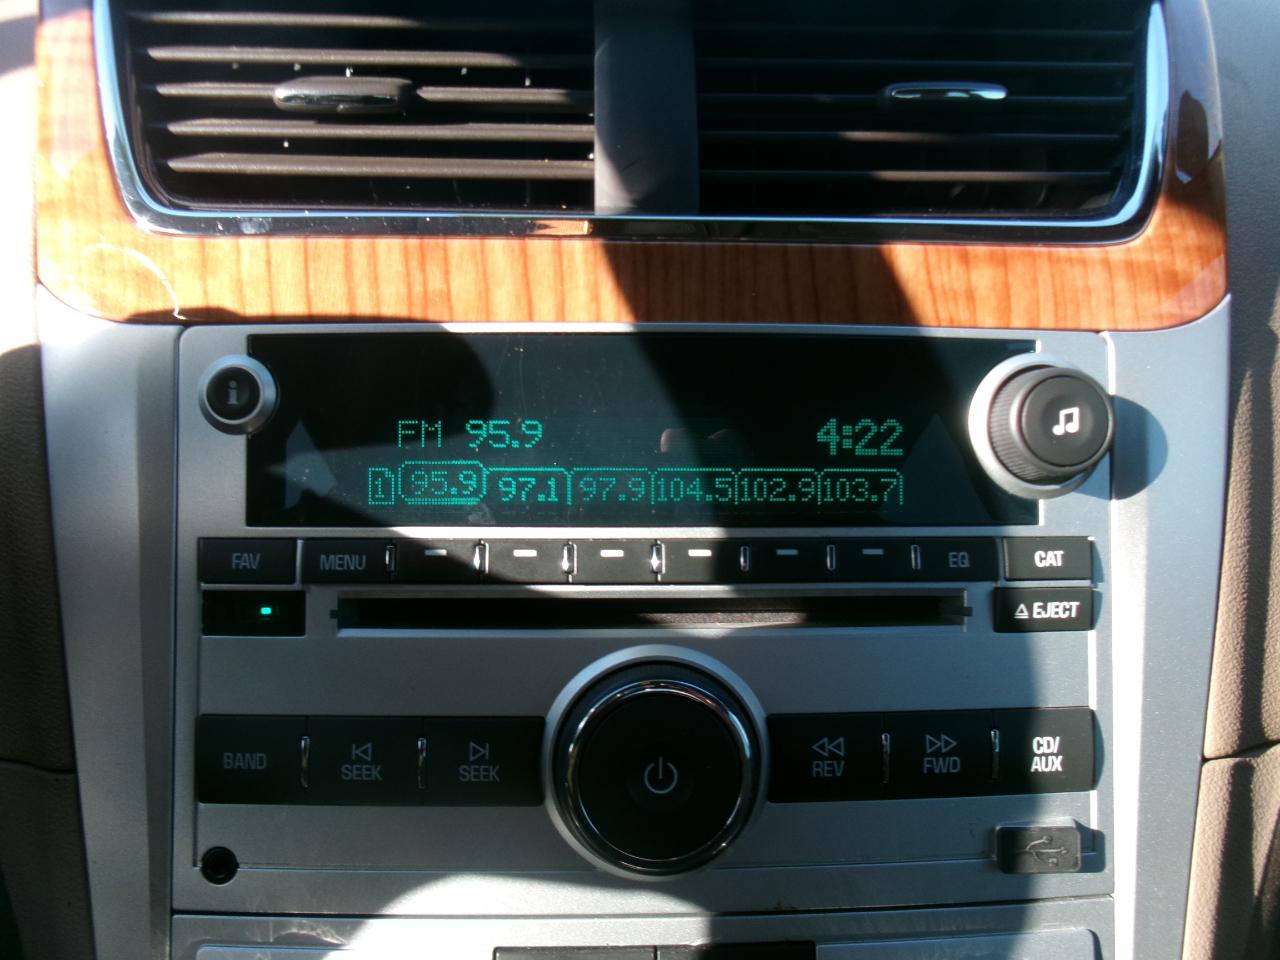 i
FM 95.9 4:22
1 95.9 97.1 97.9 104.5 102.9 103.7
FAV MENU EQ CAT
EJECT
BAND SEEK SEEK REV FWD CD/
AUX